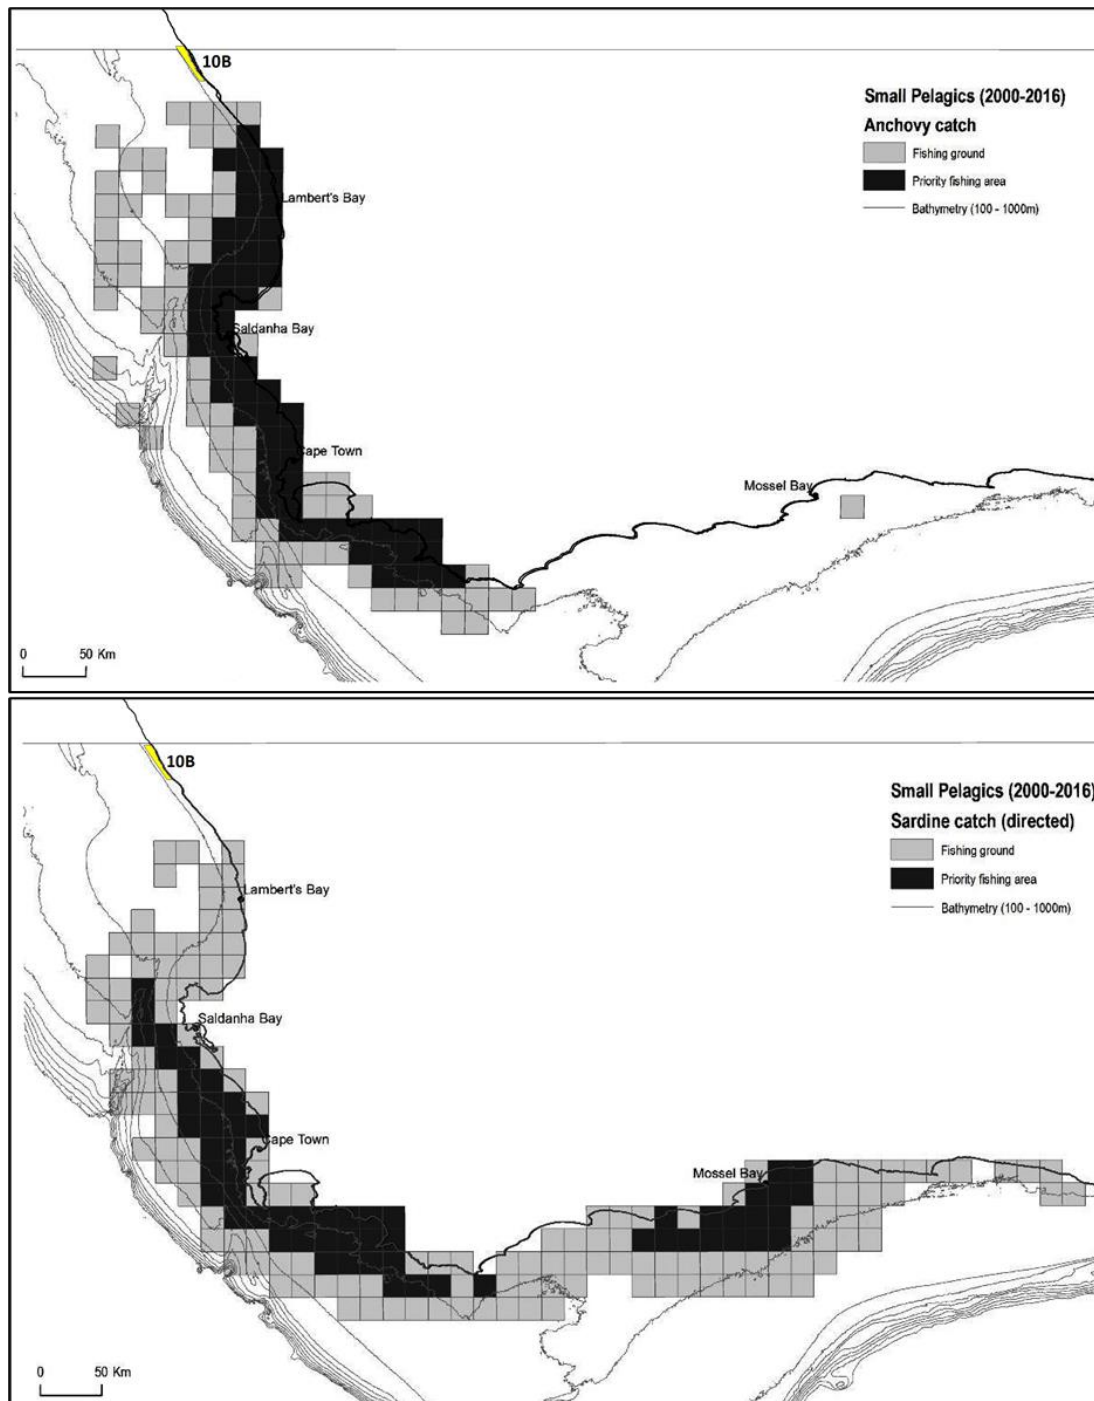 10B
Small Pelagics (2000-2016)
Anchovy catch
Fishing ground
Priority fishing area
Bathymetry (100 - 1000m)
Lambert's Bay
Saldanha Bay
Cape Town
Mossel Bay
0 50 Km
10B
Small Pelagics (2000-2016)
Sardine catch (directed)
Fishing ground
Priority fishing area
Bathymetry (100 - 1000m)
Lambert's Bay
Saldanha Bay
Cape Town
Mossel Bay
0 50 Km